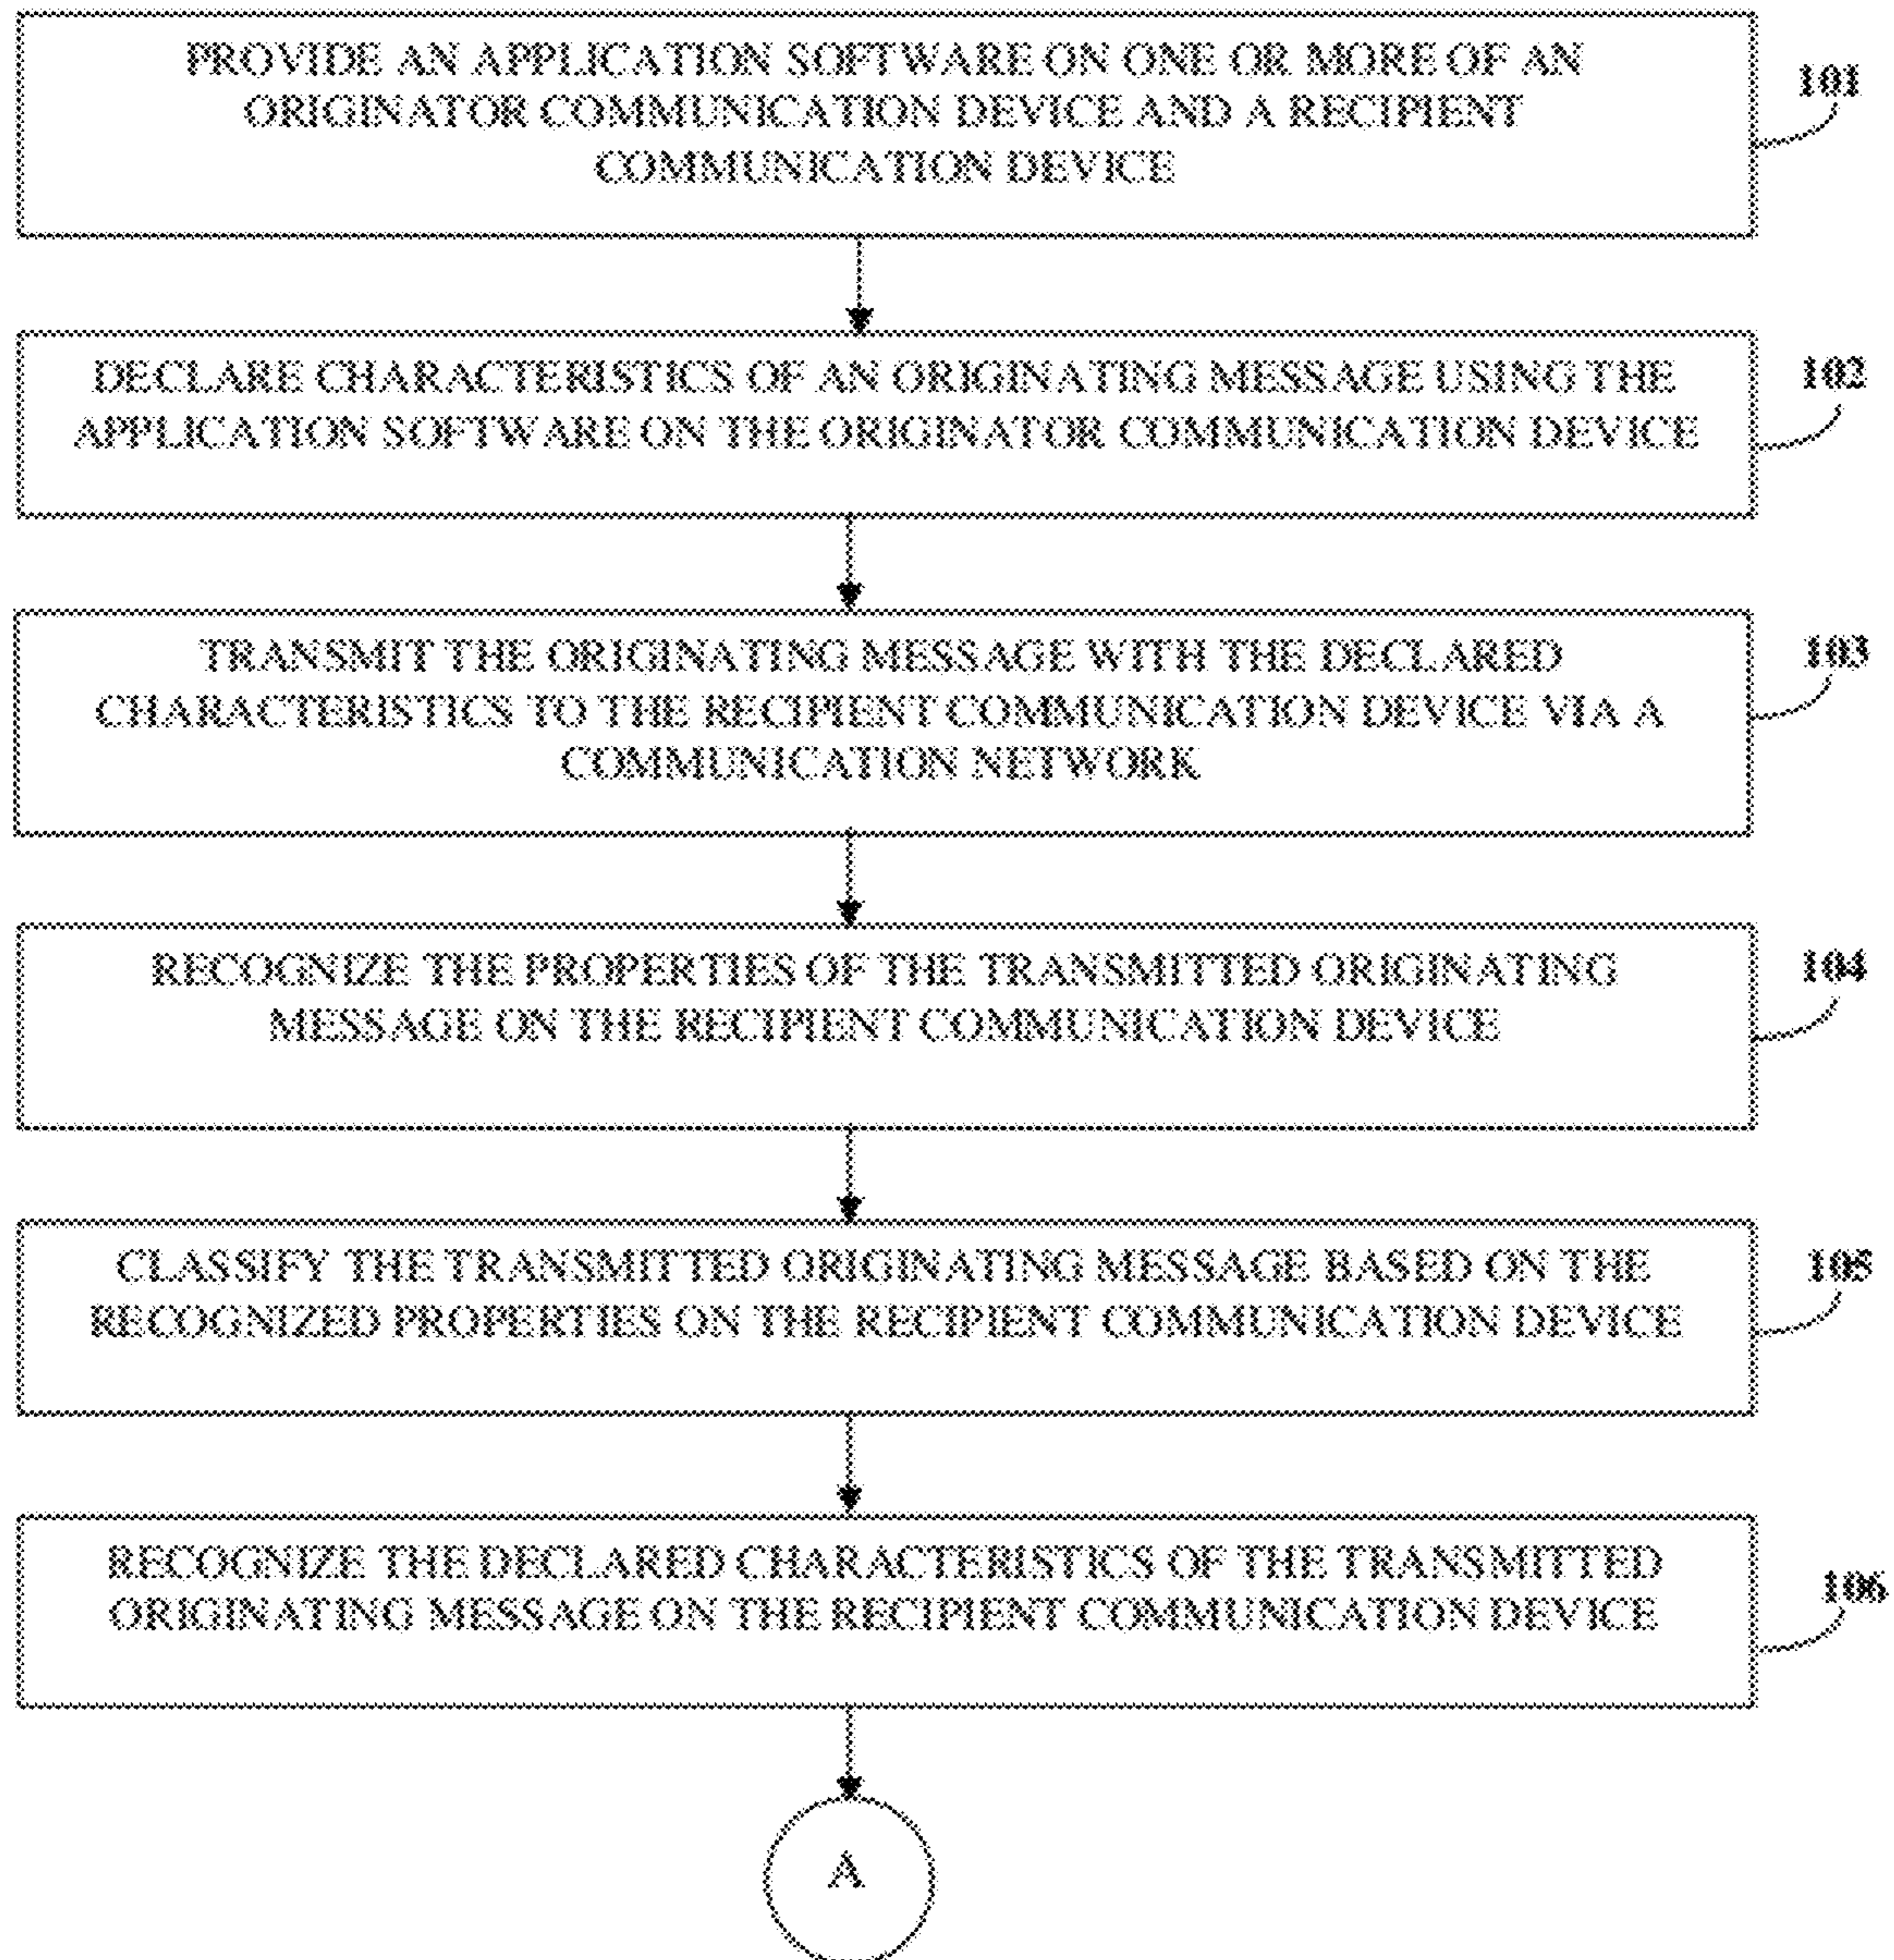 PROVIDE AN APPLICATION SOFTWARE ON ONE OR MORE OF AN
ORIGINATOR COMMUNICATION DEVICE AND A RECIPIENT
COMMUNICATION DEVICE
101
DECLARE CHARACTERISTICS OF AN ORIGINATING MESSAGE USING THE
APPLICATION SOFTWARE ON THE ORIGINATOR COMMUNICATION DEVICE
102
TRANSMIT THE ORIGINATING MESSAGE WITH THE DECLARED
CHARACTERISTICS TO THE RECIPIENT COMMUNICATION DEVICE VIA A
COMMUNICATION NETWORK
103
RECOGNIZE THE PROPERTIES OF THE TRANSMITTED ORIGINATING
MESSAGE ON THE RECIPIENT COMMUNICATION DEVICE
104
CLASSIFY THE TRANSMITTED ORIGINATING MESSAGE BASED ON THE
RECOGNIZED PROPERTIES ON THE RECIPIENT COMMUNICATION DEVICE
105
RECOGNIZE THE DECLARED CHARACTERISTICS OF THE TRANSMITTED
ORIGINATING MESSAGE ON THE RECIPIENT COMMUNICATION DEVICE
106
A